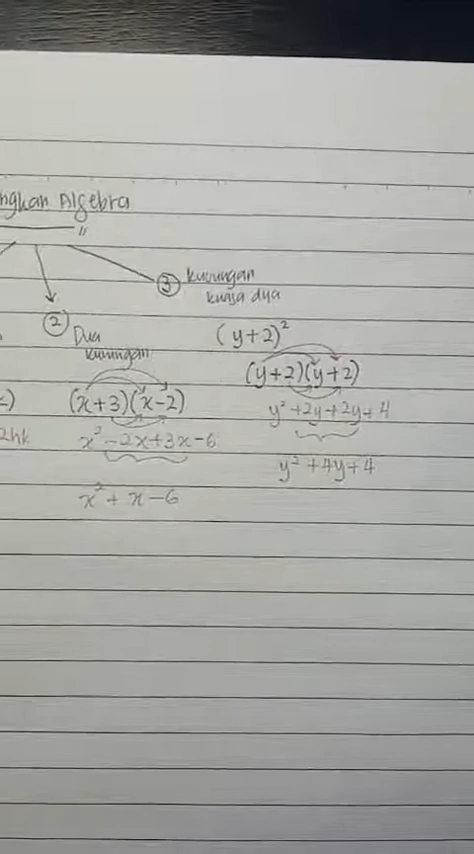 ngkan Algebra
"
② Dua
kurungan
(x+3)(x-2)
x² - 2x + 3x - 6
x² + x - 6
③ kurungan
kuasa dua
(y+2)²
(y+2)(y+2)
y² + 2y + 2y + 4
y² + 4y + 4
2hk